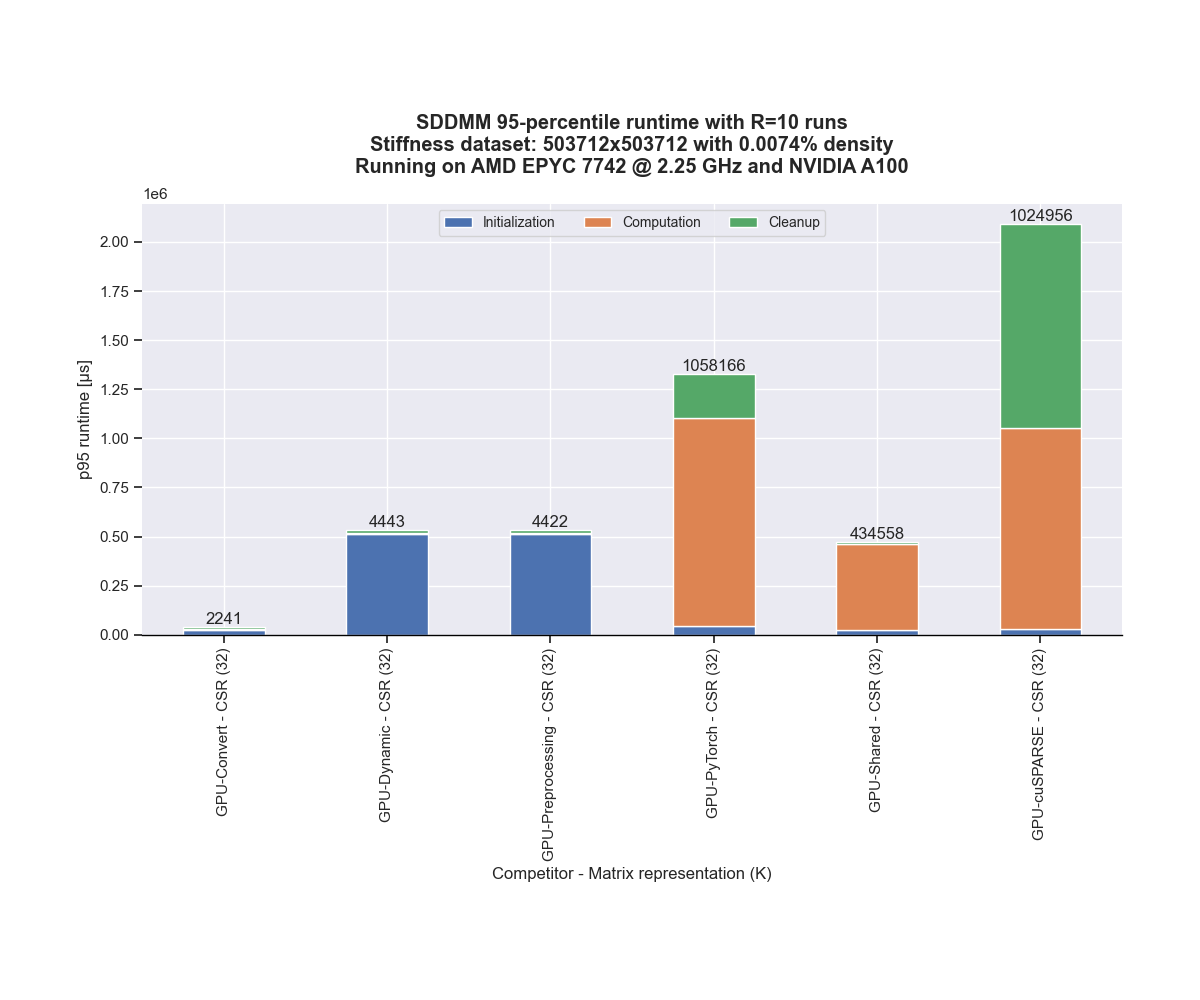 SDDMM 95-percentile runtime with R=10 runs
Stiffness dataset: 503712x503712 with 0.0074% density
Running on AMD EPYC 7742 @ 2.25 GHz and NVIDIA A100
1e6
Initialization
Computation
Cleanup
2.00
1.75
1.50
1.25
1.00
0.75
0.50
0.25
0.00
p95 runtime [µs]
2241
4443
4422
1058166
434558
1024956
GPU-Convert - CSR (32)
GPU-Dynamic - CSR (32)
GPU-Preprocessing - CSR (32)
GPU-PyTorch - CSR (32)
GPU-Shared - CSR (32)
GPU-cuSPARSE - CSR (32)
Competitor - Matrix representation (K)